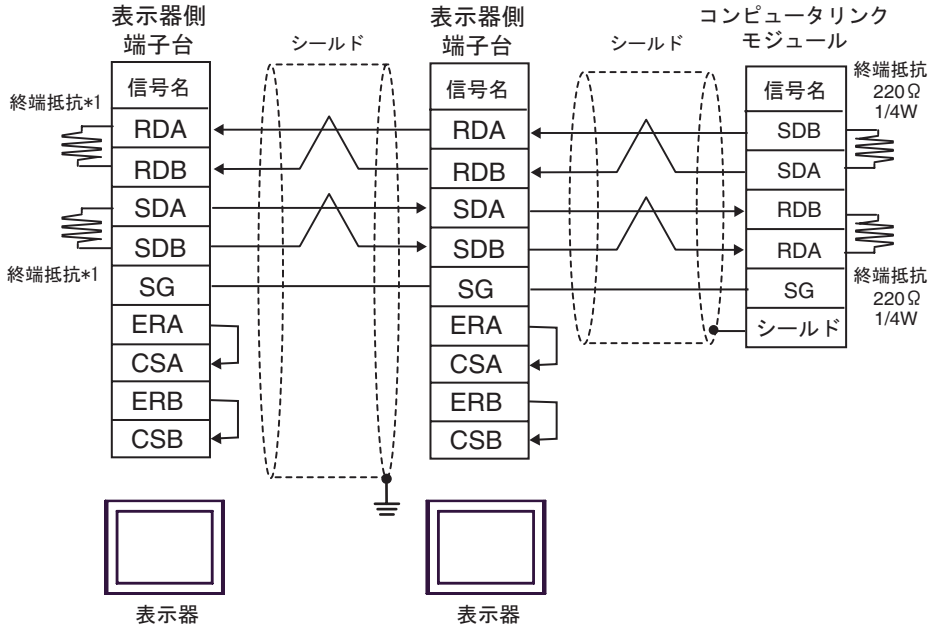 表示器側
端子台
信号名
RDA
RDB
SDA
SDB
SG
ERA
CSA
ERB
CSB
終端抵抗*1
終端抵抗*1
シールド
表示器側
端子台
信号名
RDA
RDB
SDA
SDB
SG
ERA
CSA
ERB
CSB
シールド
コンピュータリンク
モジュール
信号名
SDB
SDA
RDB
RDA
SG
シールド
終端抵抗
220Ω
1/4W
終端抵抗
220Ω
1/4W
表示器
表示器